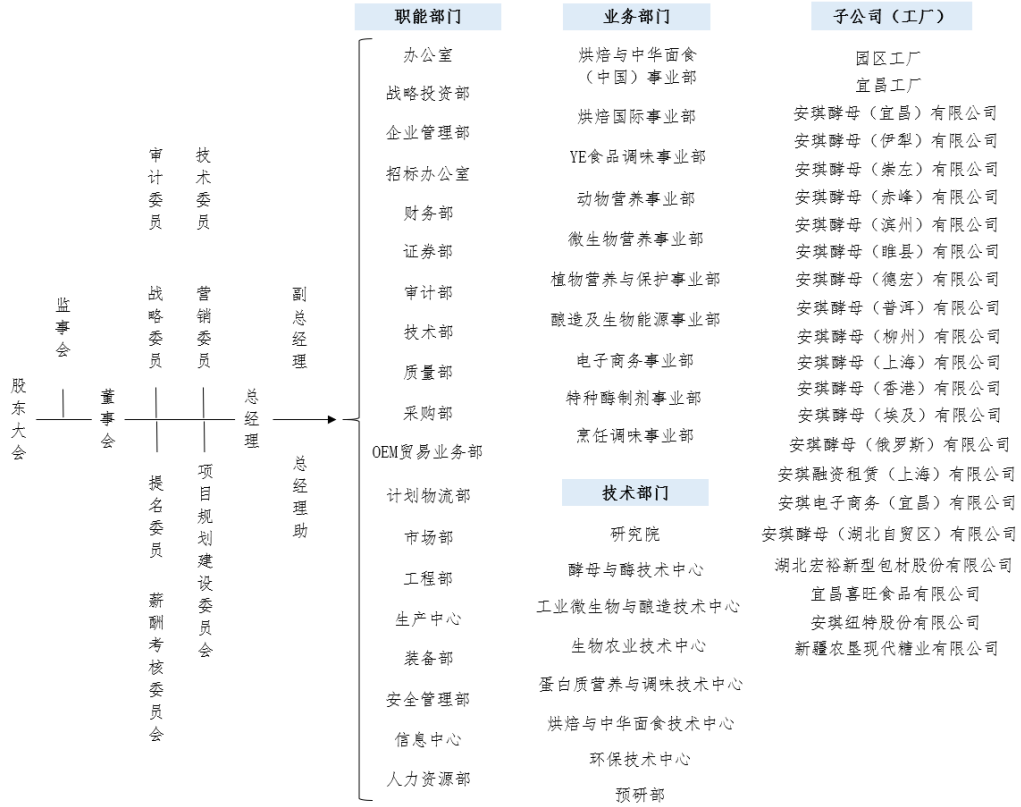 股东大会
监事会
董事会
审计委员
战略委员
提名委员
薪酬考核委员会
技术委员
营销委员
项目规划建设委员会
总经理
副总经理
总经理助
职能部门
办公室
战略投资部
企业管理部
招标办公室
财务部
证券部
审计部
技术部
质量部
采购部
OEM贸易业务部
计划物流部
市场部
工程部
生产中心
装备部
安全管理部
信息中心
人力资源部
业务部门
烘焙与中华面食
（中国）事业部
烘焙国际事业部
YE食品调味事业部
动物营养事业部
微生物营养事业部
植物营养与保护事业部
酿造及生物能源事业部
电子商务事业部
特种酶制剂事业部
烹饪调味事业部
技术部门
研究院
酵母与酶技术中心
工业微生物与酿造技术中心
生物农业技术中心
蛋白质营养与调味技术中心
烘焙与中华面食技术中心
环保技术中心
预研部
子公司（工厂）
园区工厂
宜昌工厂
安琪酵母（宜昌）有限公司
安琪酵母（伊犁）有限公司
安琪酵母（崇左）有限公司
安琪酵母（赤峰）有限公司
安琪酵母（滨州）有限公司
安琪酵母（睢县）有限公司
安琪酵母（德宏）有限公司
安琪酵母（普洱）有限公司
安琪酵母（柳州）有限公司
安琪酵母（上海）有限公司
安琪酵母（香港）有限公司
安琪酵母（埃及）有限公司
安琪酵母（俄罗斯）有限公司
安琪融资租赁（上海）有限公司
安琪电子商务（宜昌）有限公司
安琪酵母（湖北自贸区）有限公司
湖北宏裕新型包材股份有限公司
宜昌喜旺食品有限公司
安琪纽特股份有限公司
新疆农垦现代糖业有限公司